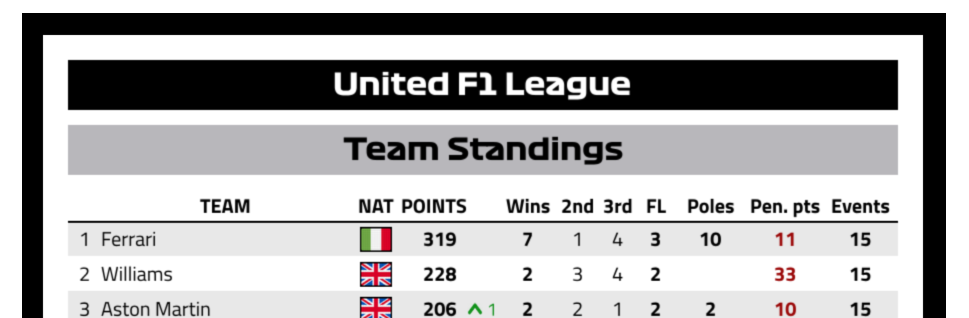 United F1 League
Team Standings
TEAM NAT POINTS Wins 2nd 3rd FL Poles Pen. pts Events
1 Ferrari 319 7 1 4 3 10 11 15
2 Williams 228 2 3 4 2 33 15
3 Aston Martin 206 1 2 2 1 2 2 10 15